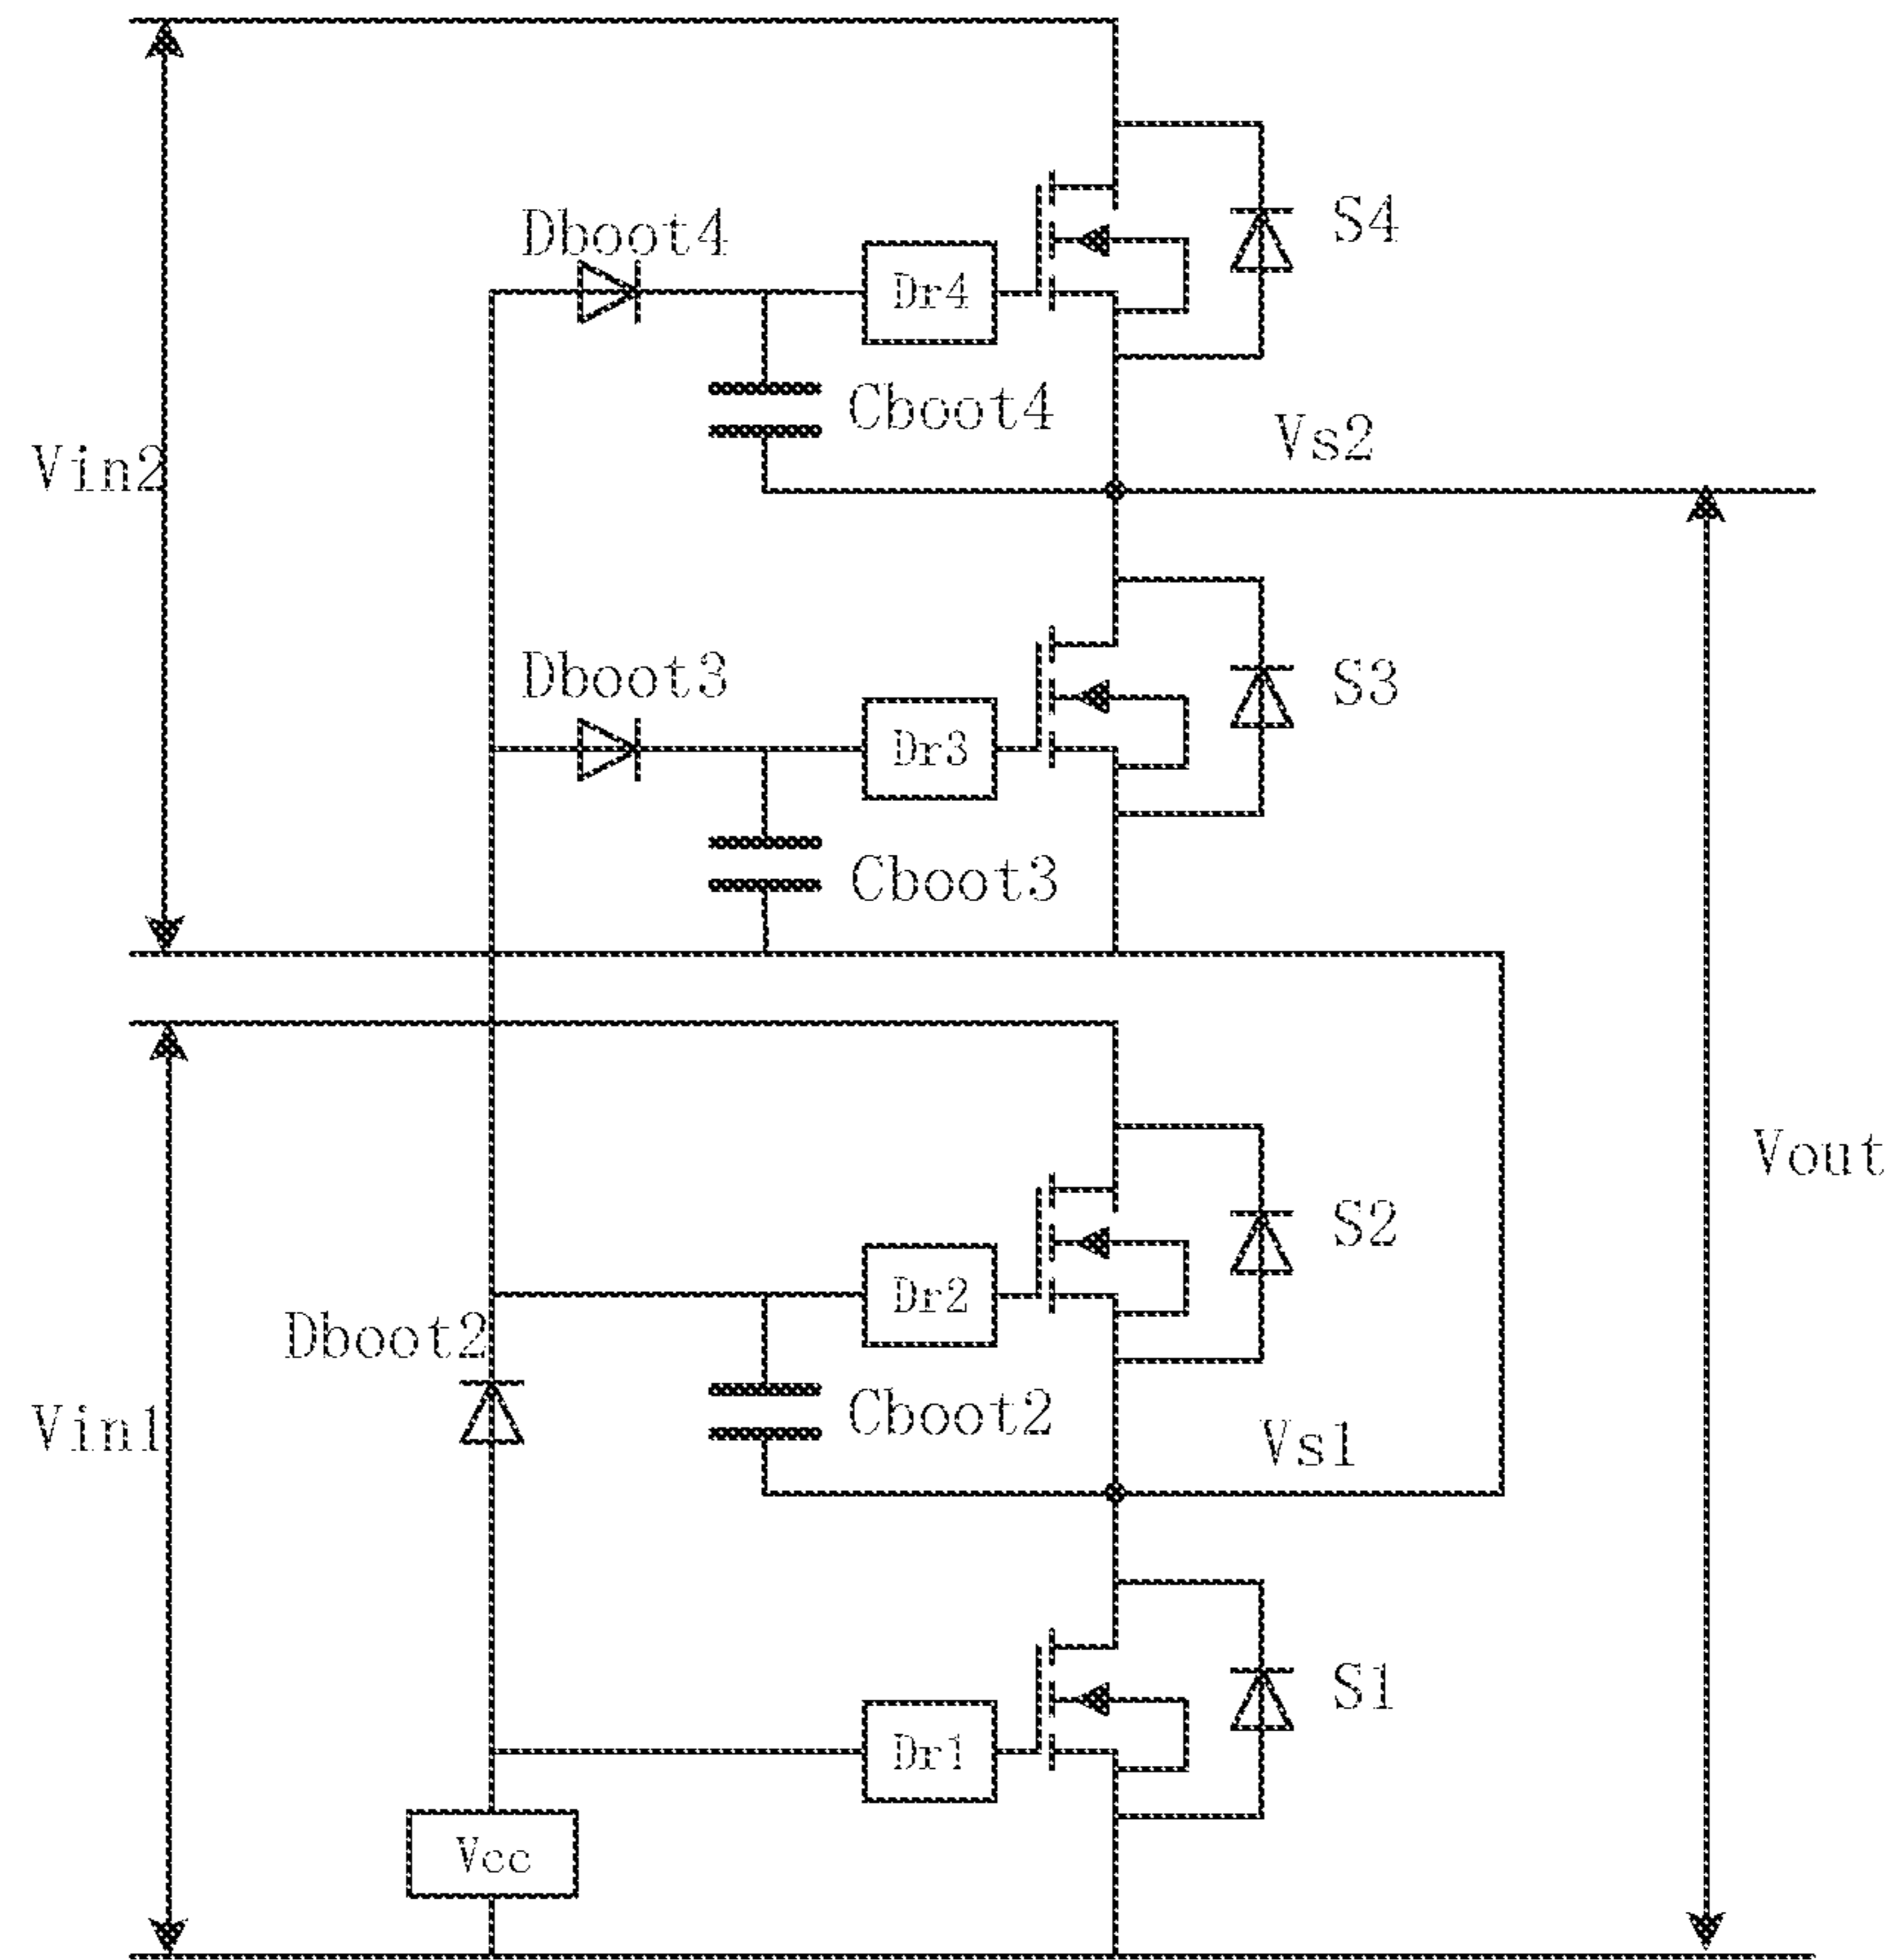 Dboot4
S4
Dr4
Cboot4
Vs2
Vin2
Dboot3
S3
Dr3
Cboot3
Vout
S2
Dr2
Dboot2
Cboot2
Vin1
Vs1
S1
Dr1
Vcc